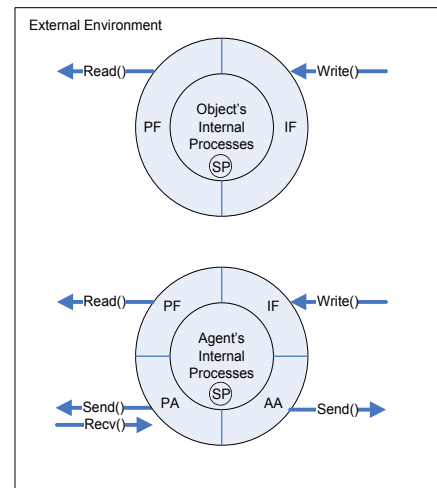 External Environment
Read()
Write()
PF
Object's
Internal
Processes
IF
SP
Read()
Write()
PF
IF
Agent's
Internal
Processes
SP
PA
AA
Send()
Recv()
Send()